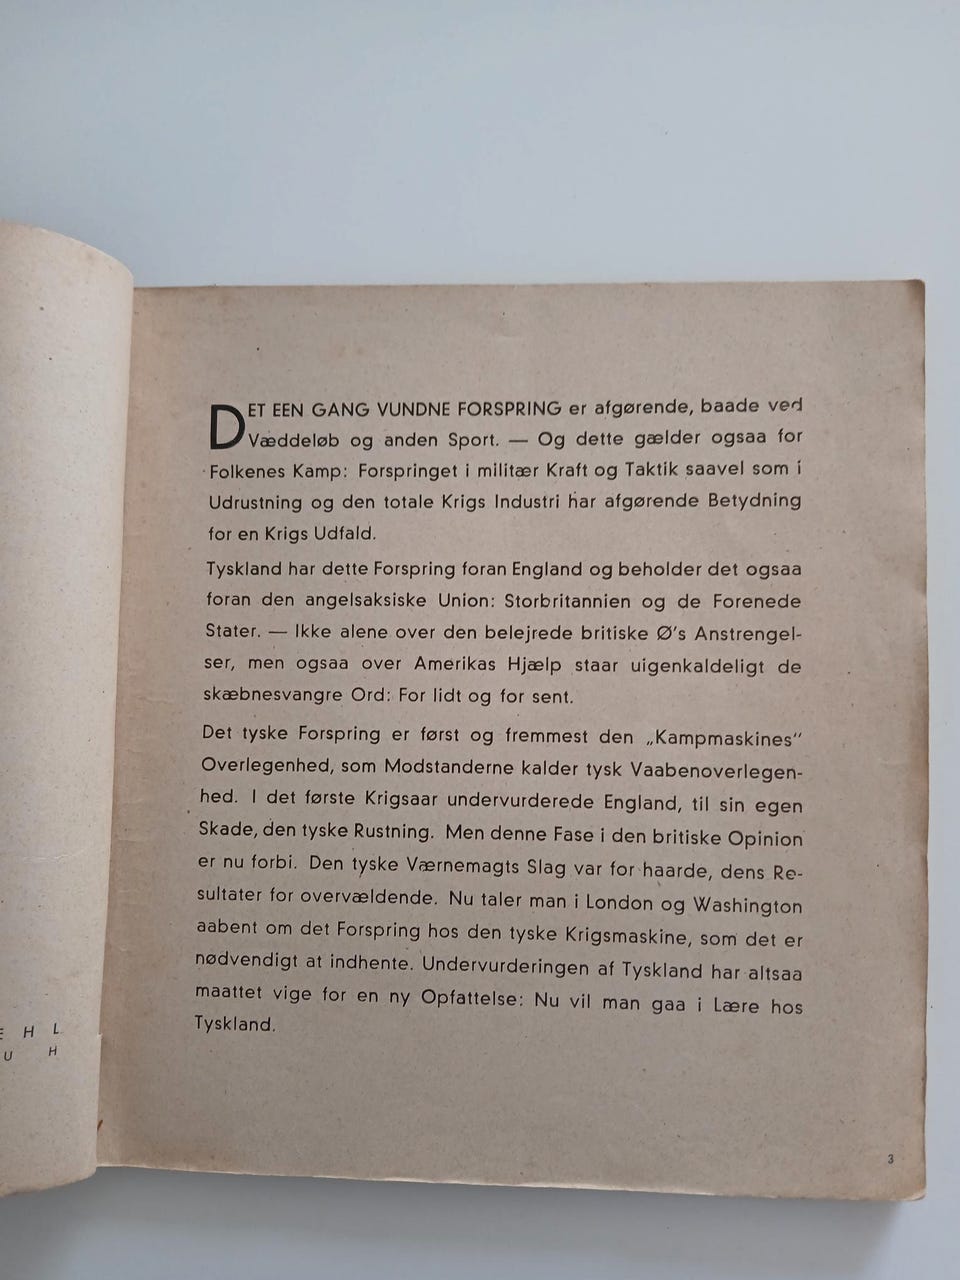 E H L
U H
DET EEN GANG VUNDNE FORSPRING er afgørende, baade ved
Væddeløb og anden Sport. — Og dette gælder ogsaa for
Folkenes Kamp: Forspringet i militær Kraft og Taktik saavel som i
Udrustning og den totale Krigs Industri har afgørende Betydning
for en Krigs Udfald.
Tyskland har dette Forspring foran England og beholder det ogsaa
foran den angelsaksiske Union: Storbritannien og de Forenede
Stater. — Ikke alene over den belejrede britiske Ø's Anstrengel-
ser, men ogsaa over Amerikas Hjælp staar uigenkaldeligt de
skæbnesvangre Ord: For lidt og for sent.
Det tyske Forspring er først og fremmest den „Kampmaskines"
Overlegenhed, som Modstanderne kalder tysk Vaabenoverlegen-
hed. I det første Krigsaar undervurderede England, til sin egen
Skade, den tyske Rustning. Men denne Fase i den britiske Opinion
er nu forbi. Den tyske Værnemagts Slag var for haarde, dens Re-
sultater for overvældende. Nu taler man i London og Washington
aabent om det Forspring hos den tyske Krigsmaskine, som det er
nødvendigt at indhente. Undervurderingen af Tyskland har altsaa
maattet vige for en ny Opfattelse: Nu vil man gaa i Lære hos
Tyskland.
3